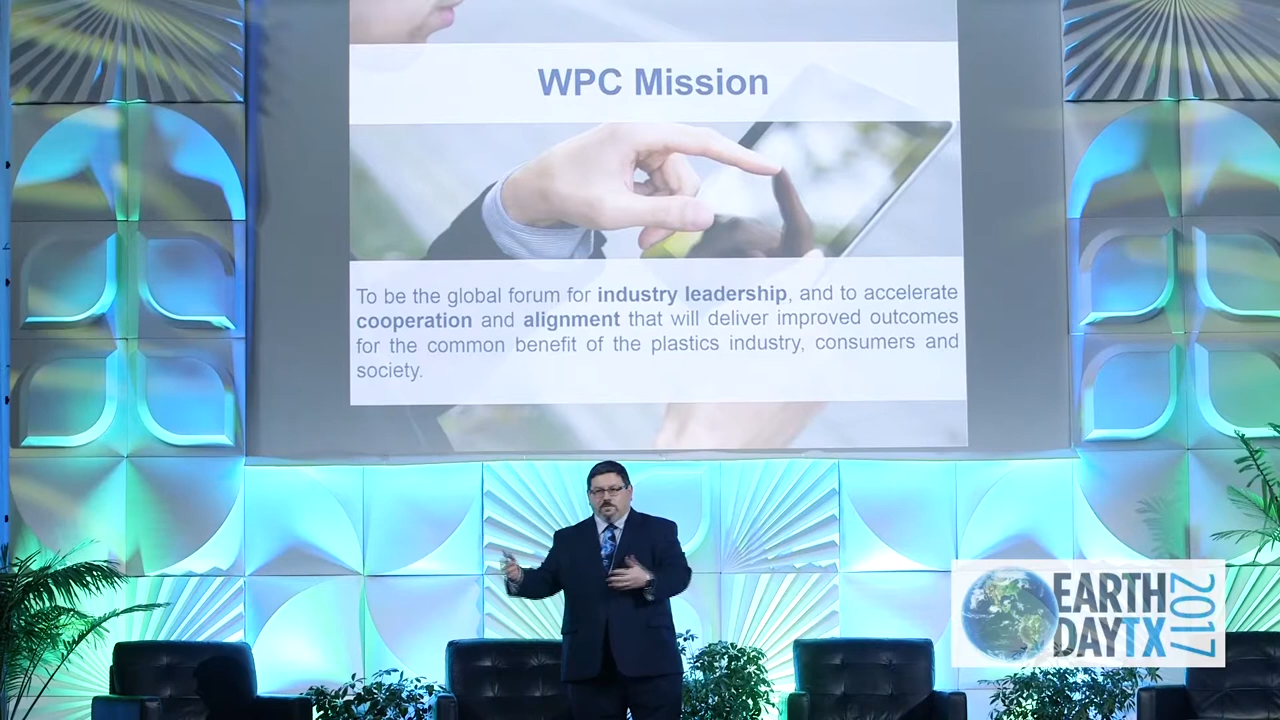 WPC Mission
To be the global forum for industry leadership, and to accelerate
cooperation and alignment that will deliver improved outcomes
for the common benefit of the plastics industry, consumers and
society.
EARTH
DAYTX
2017